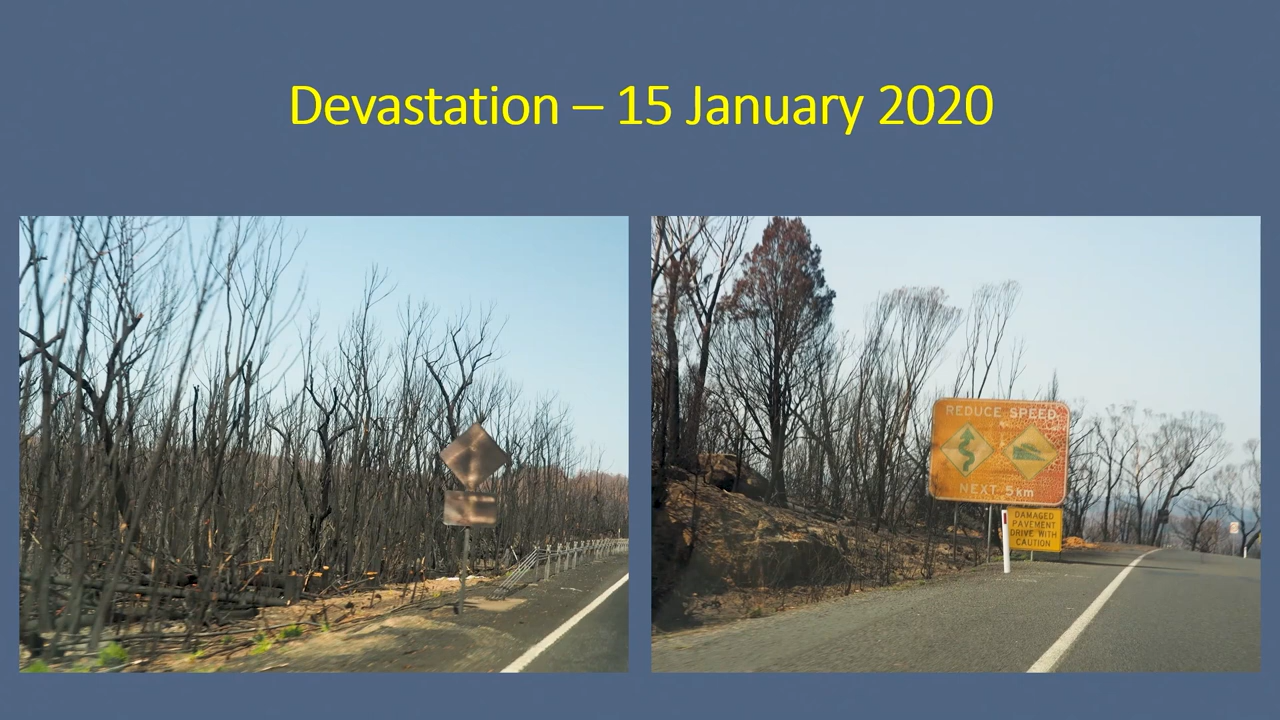 Devastation – 15 January 2020
REDUCE SPEED
NEXT 5km
DAMAGED
PAVEMENT
DRIVE WITH
CAUTION